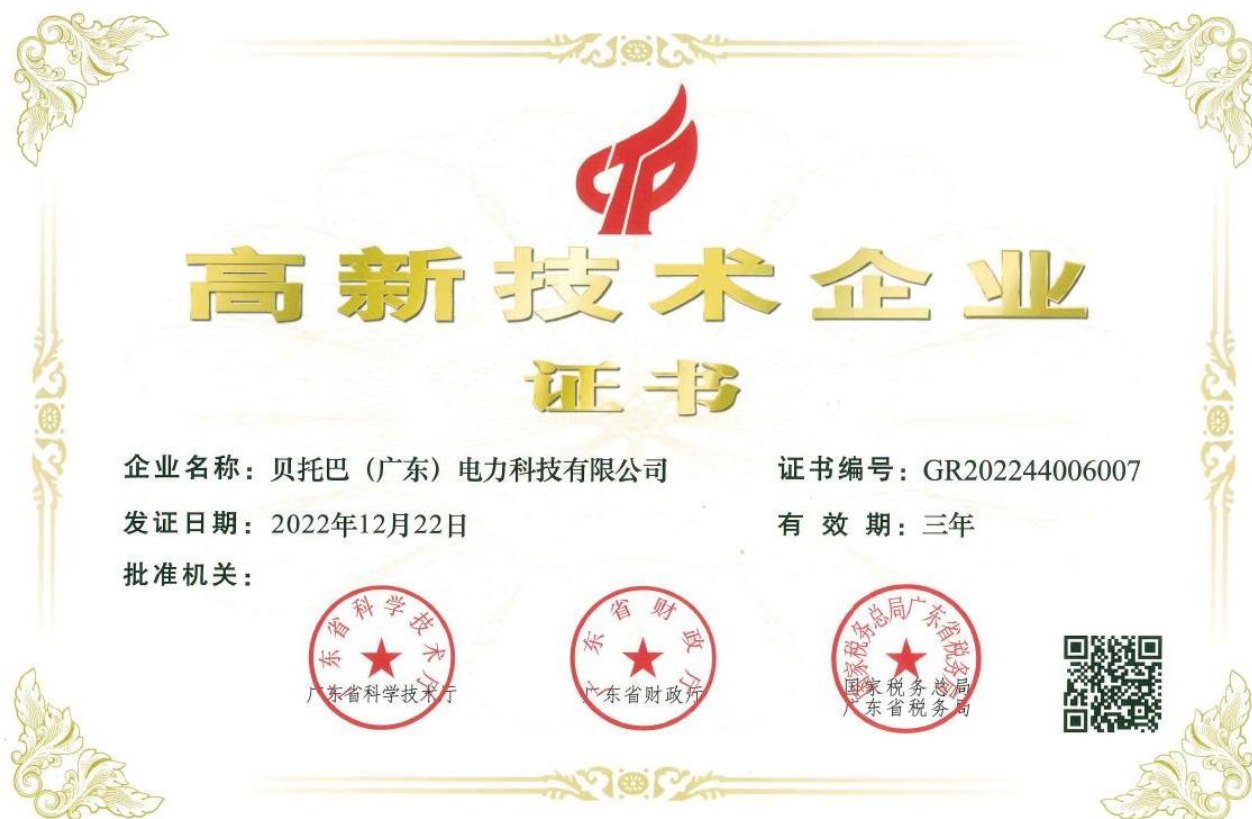 高新技术企业
证书
企业名称：贝托巴（广东）电力科技有限公司
证书编号：GR202244006007
发证日期：2022年12月22日
有 效 期：三年
批准机关：
广东省科学技术厅
广东省科学技术厅
广东省财政厅
广东省财政厅
国家税务总局广东省税务局
国家税务总局
广东省税务局